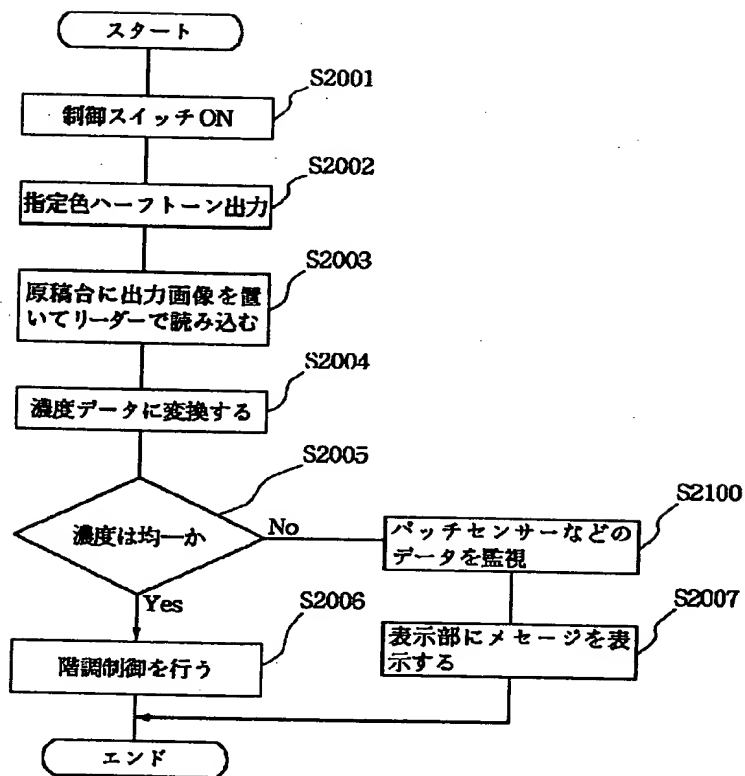 スタート
S2001
制御スイッチON
S2002
指定色ハーフトーン出力
S2003
原稿台に出力画像を置
いてリーダーで読み込む
S2004
濃度データに変換する
S2005
濃度は均一か
No
S2100
パッチセンサーなどの
データを監視
Yes
S2006
階調制御を行う
S2007
表示部にメセージを表
示する
エンド